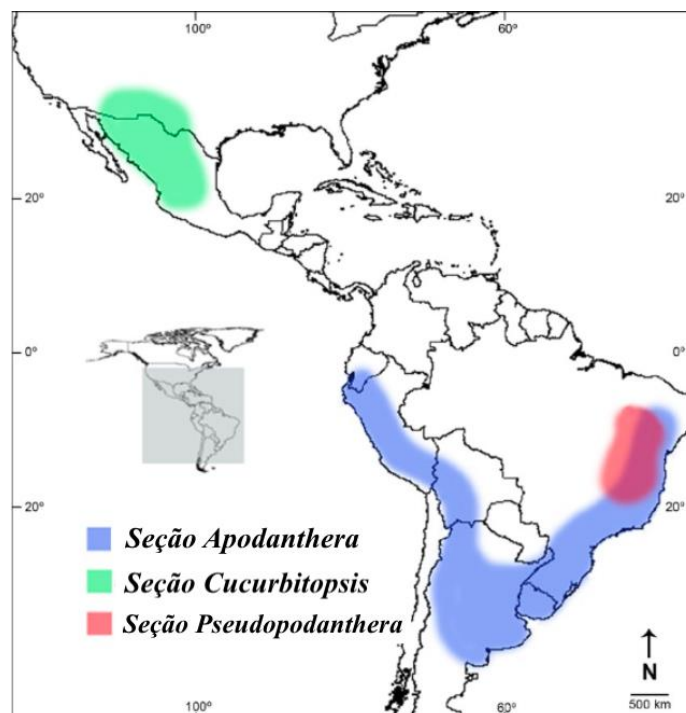 100º 60º
20º 20º
0º 0º
20º 20º
Seção Apodanthera
Seção Cucurbitopsis
Seção Pseudopodanthera
N
500 km
100º 60º